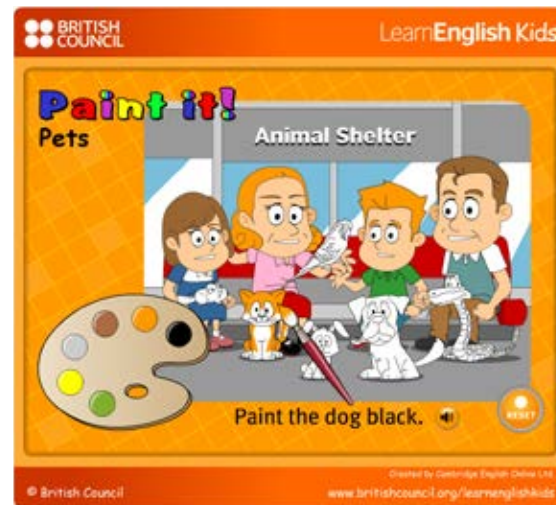 BRITISH
COUNCIL
LearnEnglish Kids
Paint it!
Pets
Animal Shelter
Paint the dog black.
RESET
Created by Cambridge English Online Ltd.
© British Council
www.britishcouncil.org/learnenglishkids